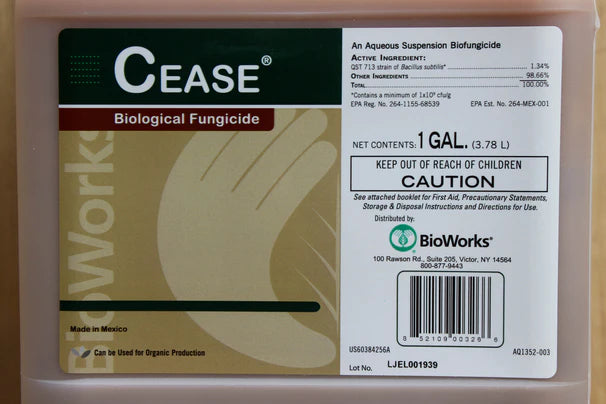 CEASE®
Biological Fungicide
BioWorks
Made in Mexico
Can be Used for Organic Production
An Aqueous Suspension Biofungicide
ACTIVE INGREDIENT:
QST 713 strain of Bacillus subtilis* 1.34%
OTHER INGREDIENTS 98.66%
TOTAL 100.00%
*Contains a minimum of 1x10⁹ cfu/g
EPA Reg. No. 264-1155-68539 EPA Est. No. 264-MEX-001
NET CONTENTS: 1 GAL. (3.78 L)
KEEP OUT OF REACH OF CHILDREN
CAUTION
See attached booklet for First Aid, Precautionary Statements,
Storage & Disposal Instructions and Directions for Use.
Distributed by:
BioWorks®
100 Rawson Rd., Suite 205, Victor, NY 14564
800-877-9443
8 52109 00326 6
US60384256A AQ1352-003
Lot No. LJEL001939